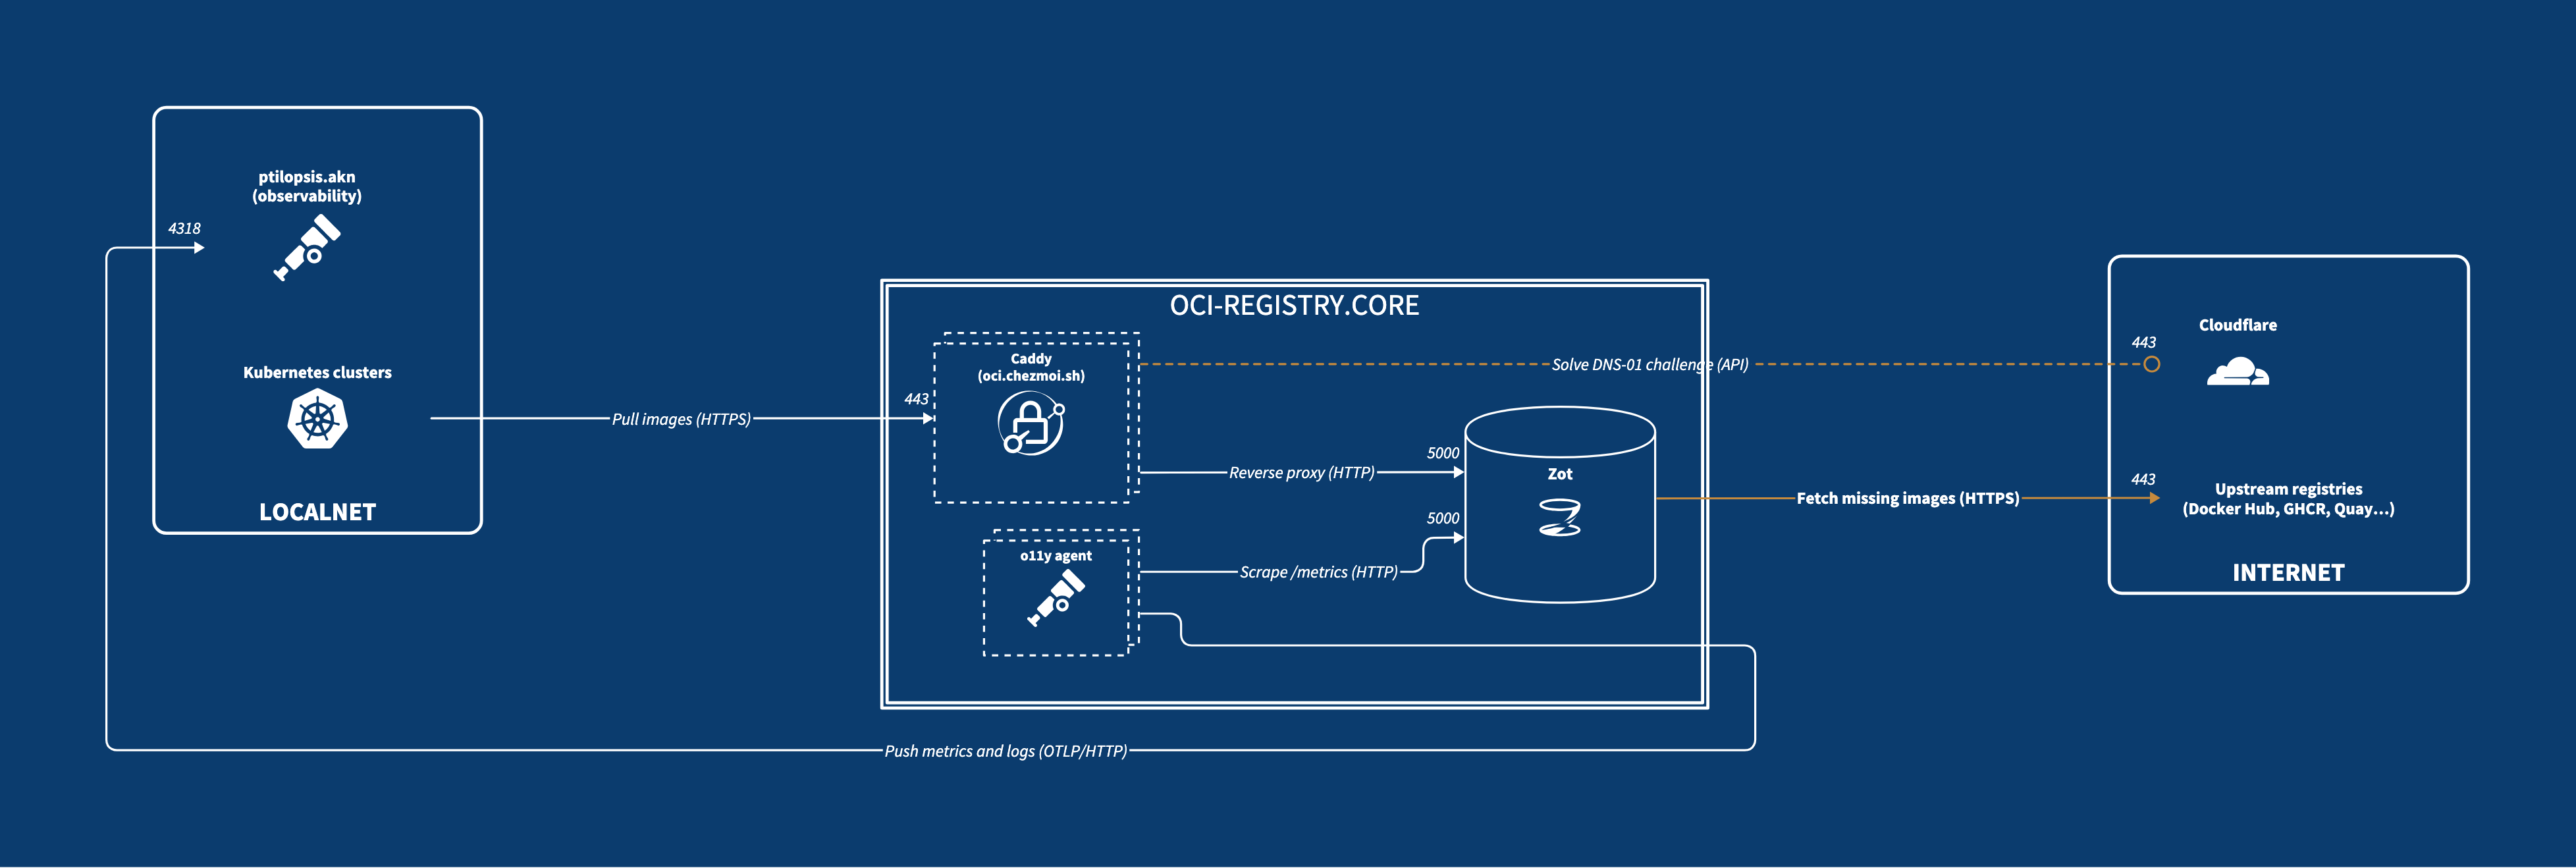 ptilopsis.akn
(observability)
4318
Kubernetes clusters
LOCALNET
Pull images (HTTPS)
OCI-REGISTRY.CORE
443
Caddy
(oci.chezmoi.sh)
Solve DNS-01 challenge (API)
Reverse proxy (HTTP)
5000
Zot
5000
o11y agent
Scrape /metrics (HTTP)
Fetch missing images (HTTPS)
Push metrics and logs (OTLP/HTTP)
Cloudflare
443
443
Upstream registries
(Docker Hub, GHCR, Quay...)
INTERNET